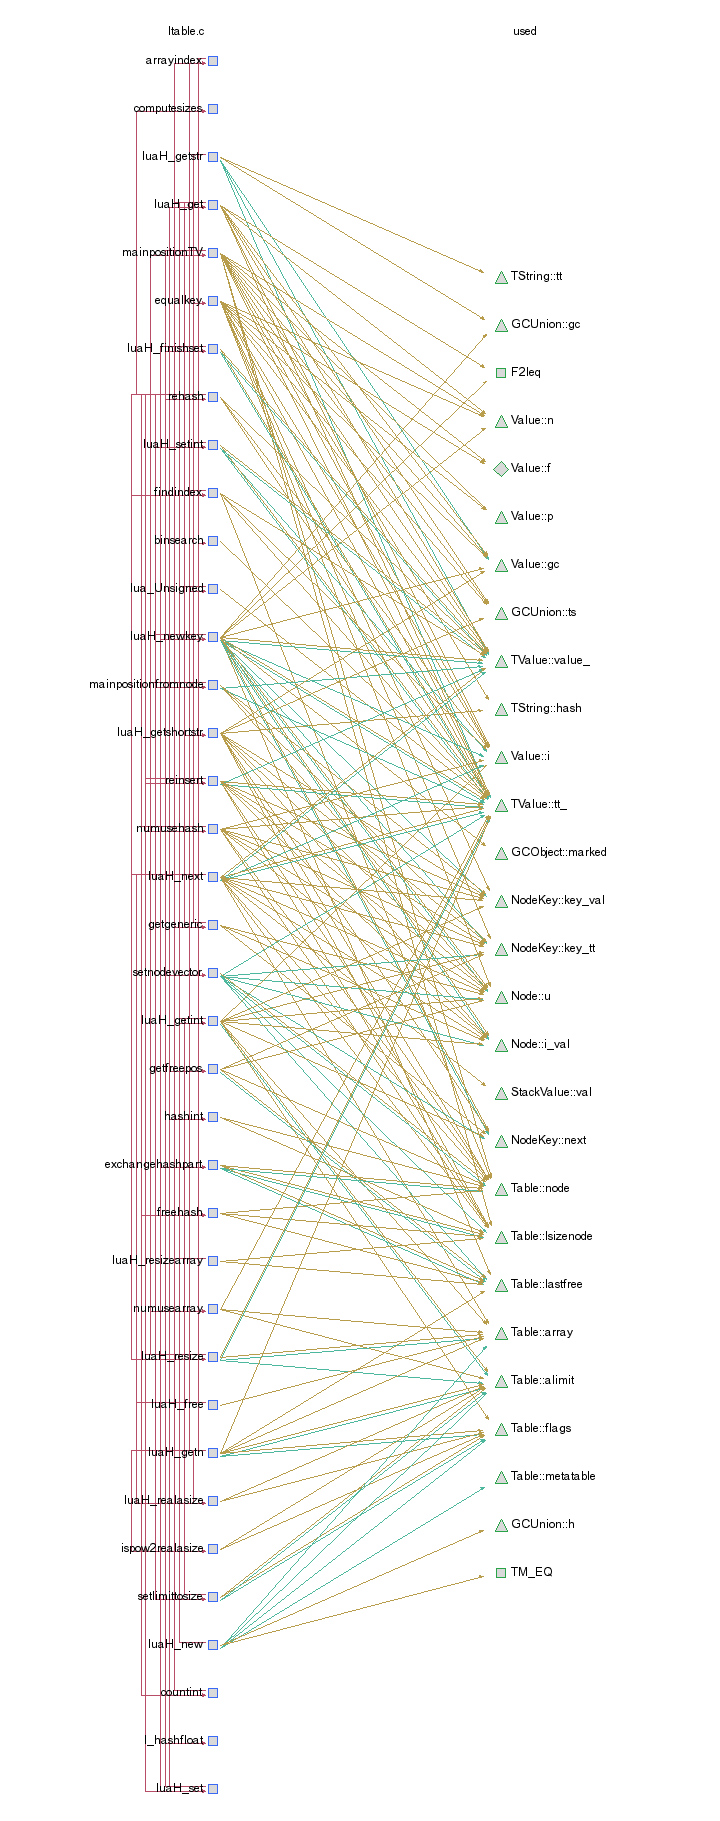 ltable.c
used
arrayindex
computesizes
luaH_getstr
luaH_get
mainpositionTV
equalkey
TString::tt
GCUnion::gc
luaH_finishset
F2Ieq
rehash
Value::n
luaH_setint
Value::f
findindex
Value::p
binsearch
Value::gc
lua_Unsigned
GCUnion::ts
luaH_newkey
TValue::value_
mainpositionfromnode
TString::hash
luaH_getshortstr
Value::i
reinsert
TValue::tt_
numusehash
GCObject::marked
luaH_next
NodeKey::key_val
getgeneric
NodeKey::key_tt
setnodevector
Node::u
luaH_getint
Node::i_val
getfreepos
StackValue::val
hashint
NodeKey::next
exchangehashpart
Table::node
freehash
Table::lsizenode
luaH_resizearray
Table::lastfree
numusearray
Table::array
luaH_resize
Table::alimit
luaH_free
Table::flags
luaH_getn
Table::metatable
luaH_realasize
GCUnion::h
ispow2realasize
TM_EQ
setlimittosize
luaH_new
countint
l_hashfloat
luaH_set